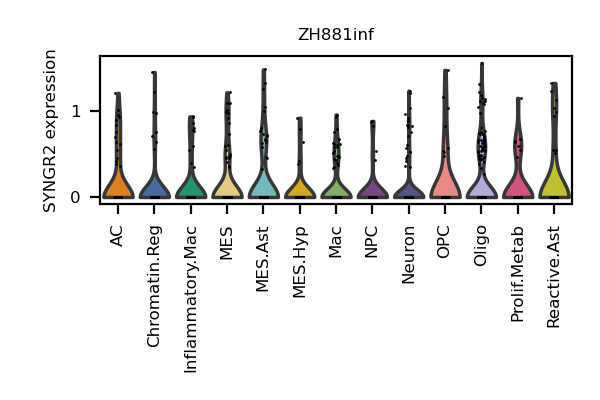 ZH881inf
SYNGR2 expression
1
0
AC
Chromatin.Reg
Inflammatory.Mac
MES
MES.Ast
MES.Hyp
Mac
NPC
Neuron
OPC
Oligo
Prolif.Metab
Reactive.Ast